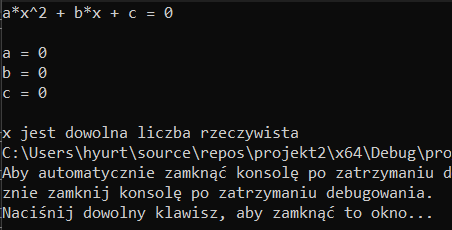 a*x^2 + b*x + c = 0
a = 0
b = 0
c = 0
x jest dowolna liczba rzeczywista
C:\Users\hyurt\source\repos\projekt2\x64\Debug\pro
Aby automatycznie zamknąć konsolę po zatrzymaniu d
znie zamknij konsolę po zatrzymaniu debugowania.
Naciśnij dowolny klawisz, aby zamknąć to okno...